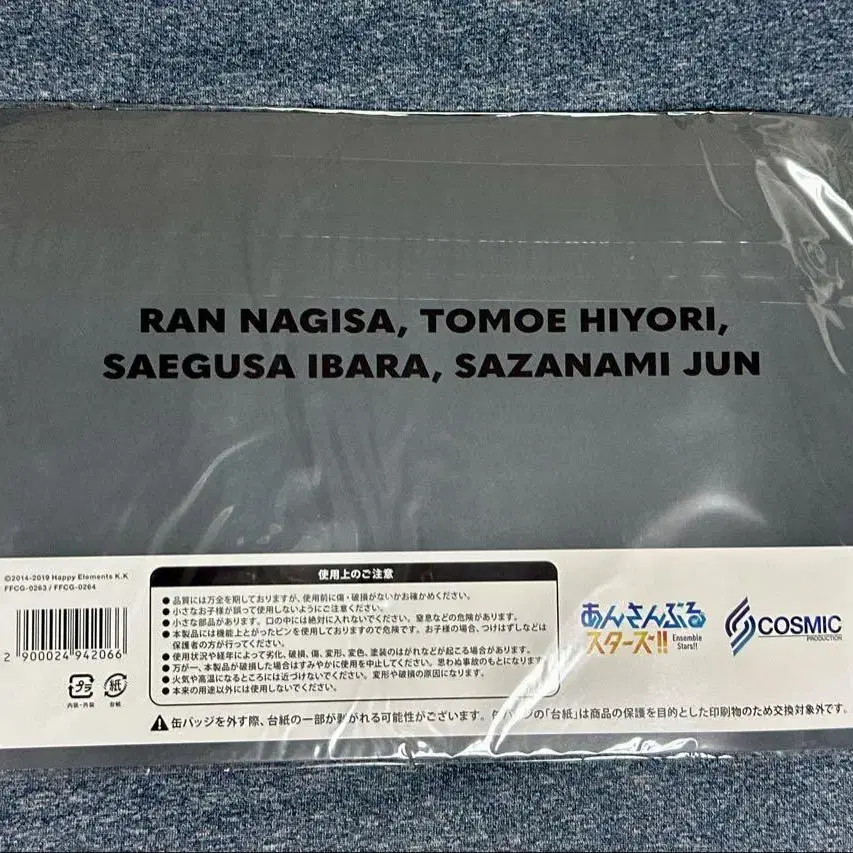 RAN NAGISA, TOMOE HIYORI,
SAEGUSA IBARA, SAZANAMI JUN
©2014-2019 Happy Elements K.K
FFCG-0263 / FFCG-0264
2 900024 942066
プラ
内袋・外袋
紙
台紙
使用上のご注意
● 品質には万全を期しておりますが、使用前に傷・破損がないかお確かめください。
● 小さなお子様が誤って使用しないようにご注意ください。
● 小さな部品があります。口の中には絶対に入れないでください。窒息などの危険があります。
● 本製品には機能上とがったピンを使用しておりますので危険です。お子様の場合、つけはずしなどは
保護者の方が行ってください。
● 使用状況や経年によって劣化、破損、傷、変形、変色、塗装のはがれなどが起こる場合があります。
● 万が一、本製品が破損した場合はすみやかに使用を中止してください。思わぬ事故のもとになります
● 火気や高温になるところには近づけないでください。変形や破損の原因になります。
● 本来の用途以外には使用しないでください。
あんさんぶる
スターズ!!
Ensemble
Stars!!
COSMIC
PRODUCTION
缶バッジを外す際、台紙の一部が剥がれる可能性がございます。缶バッジの「台紙」は商品の保護を目的とした印刷物のため交換対象外です。